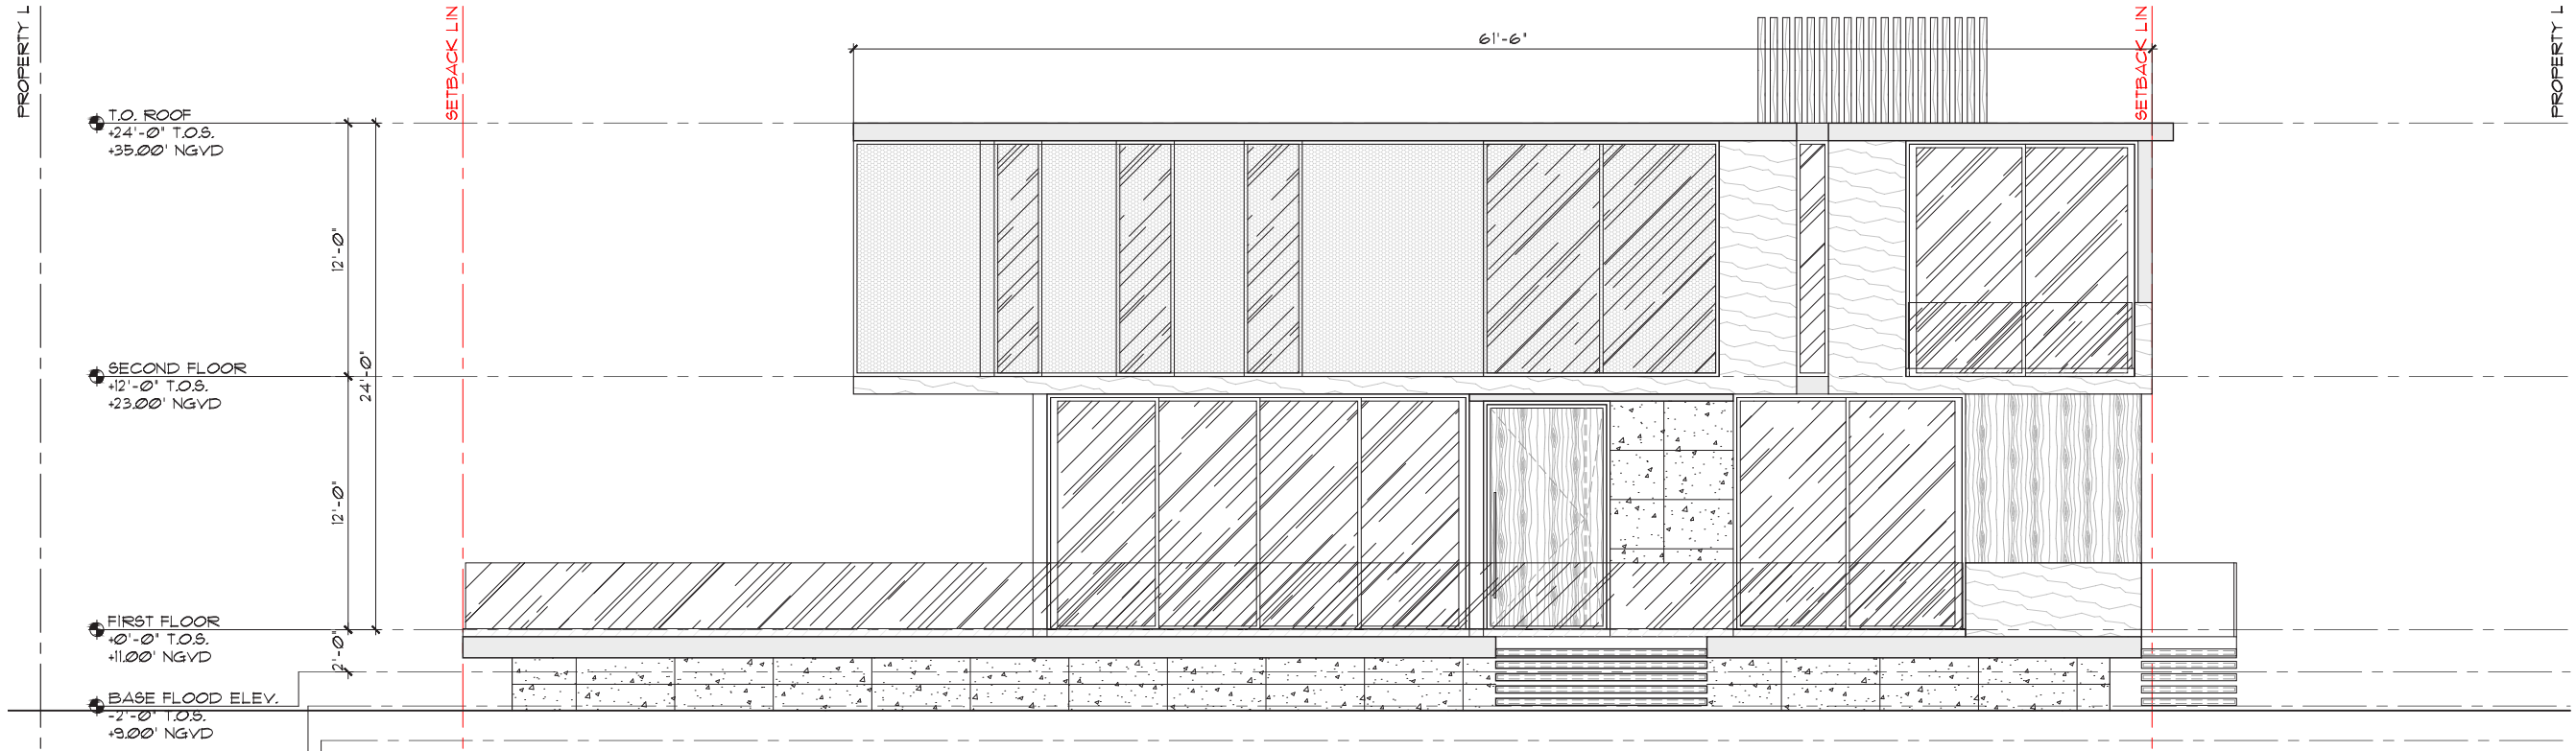 PROPERTY L
SETBACK LIN
61'-6"
SETBACK LIN
PROPERTY L
T.O. ROOF
+24'-0" T.O.S.
+35.00' NGVD
12'-0"
24'-0"
SECOND FLOOR
+12'-0" T.O.S.
+23.00' NGVD
12'-0"
FIRST FLOOR
+0'-0" T.O.S.
+11.00' NGVD
2'-0"
BASE FLOOD ELEV.
-2'-0" T.O.S.
+9.00' NGVD